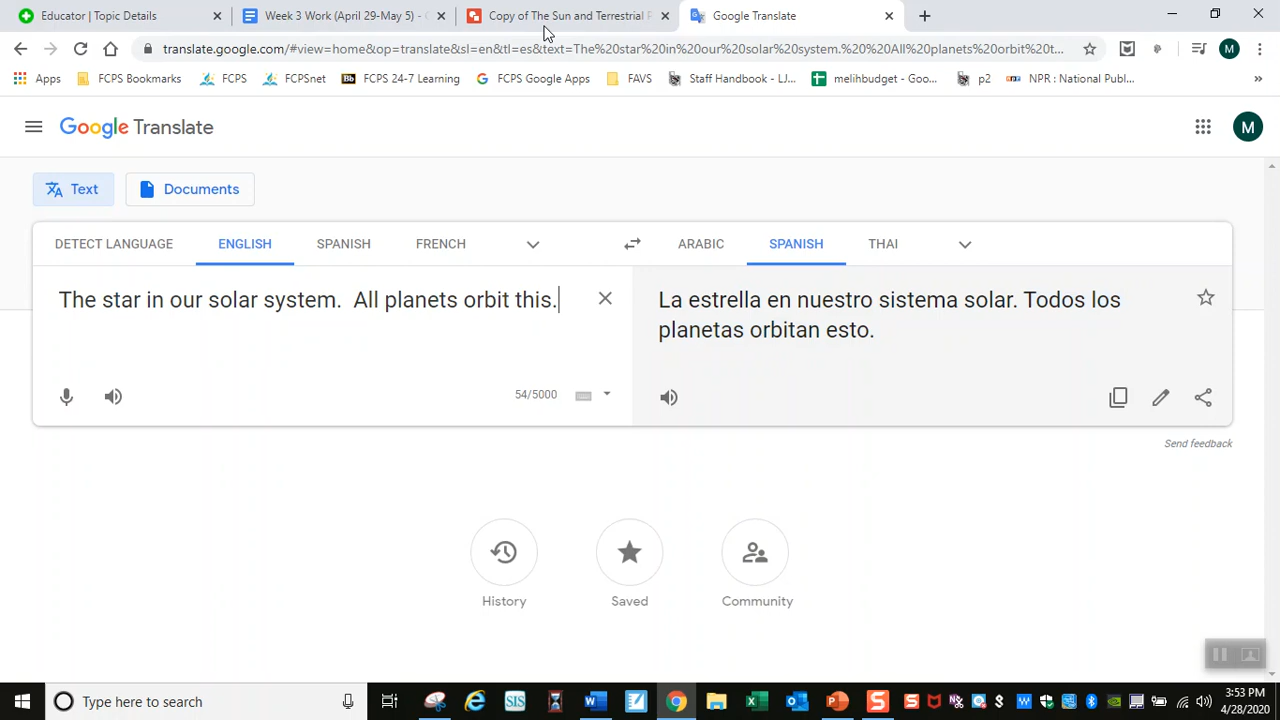 Educator | Topic Details
Week 3 Work (April 29-May 5) - G
Copy of The Sun and Terrestrial P
Google Translate
translate.google.com/#view=home&op=translate&sl=en&tl=es&text=The%20star%20in%20our%20solar%20system.%20%20All%20planets%20orbit%20t...
M
Apps
FCPS Bookmarks
FCPS
FCPSnet
Bb
FCPS 24-7 Learning
FCPS Google Apps
FAVS
Staff Handbook - LJ...
melihbudget - Goo...
p2
NPR : National Publ...
»
Google Translate
M
Text
Documents
DETECT LANGUAGE
ENGLISH
SPANISH
FRENCH
ARABIC
SPANISH
THAI
The star in our solar system.  All planets orbit this.
La estrella en nuestro sistema solar. Todos los
planetas orbitan esto.
54/5000
Send feedback
History
Saved
Community
Type here to search
SIS
3:53 PM
4/28/2020